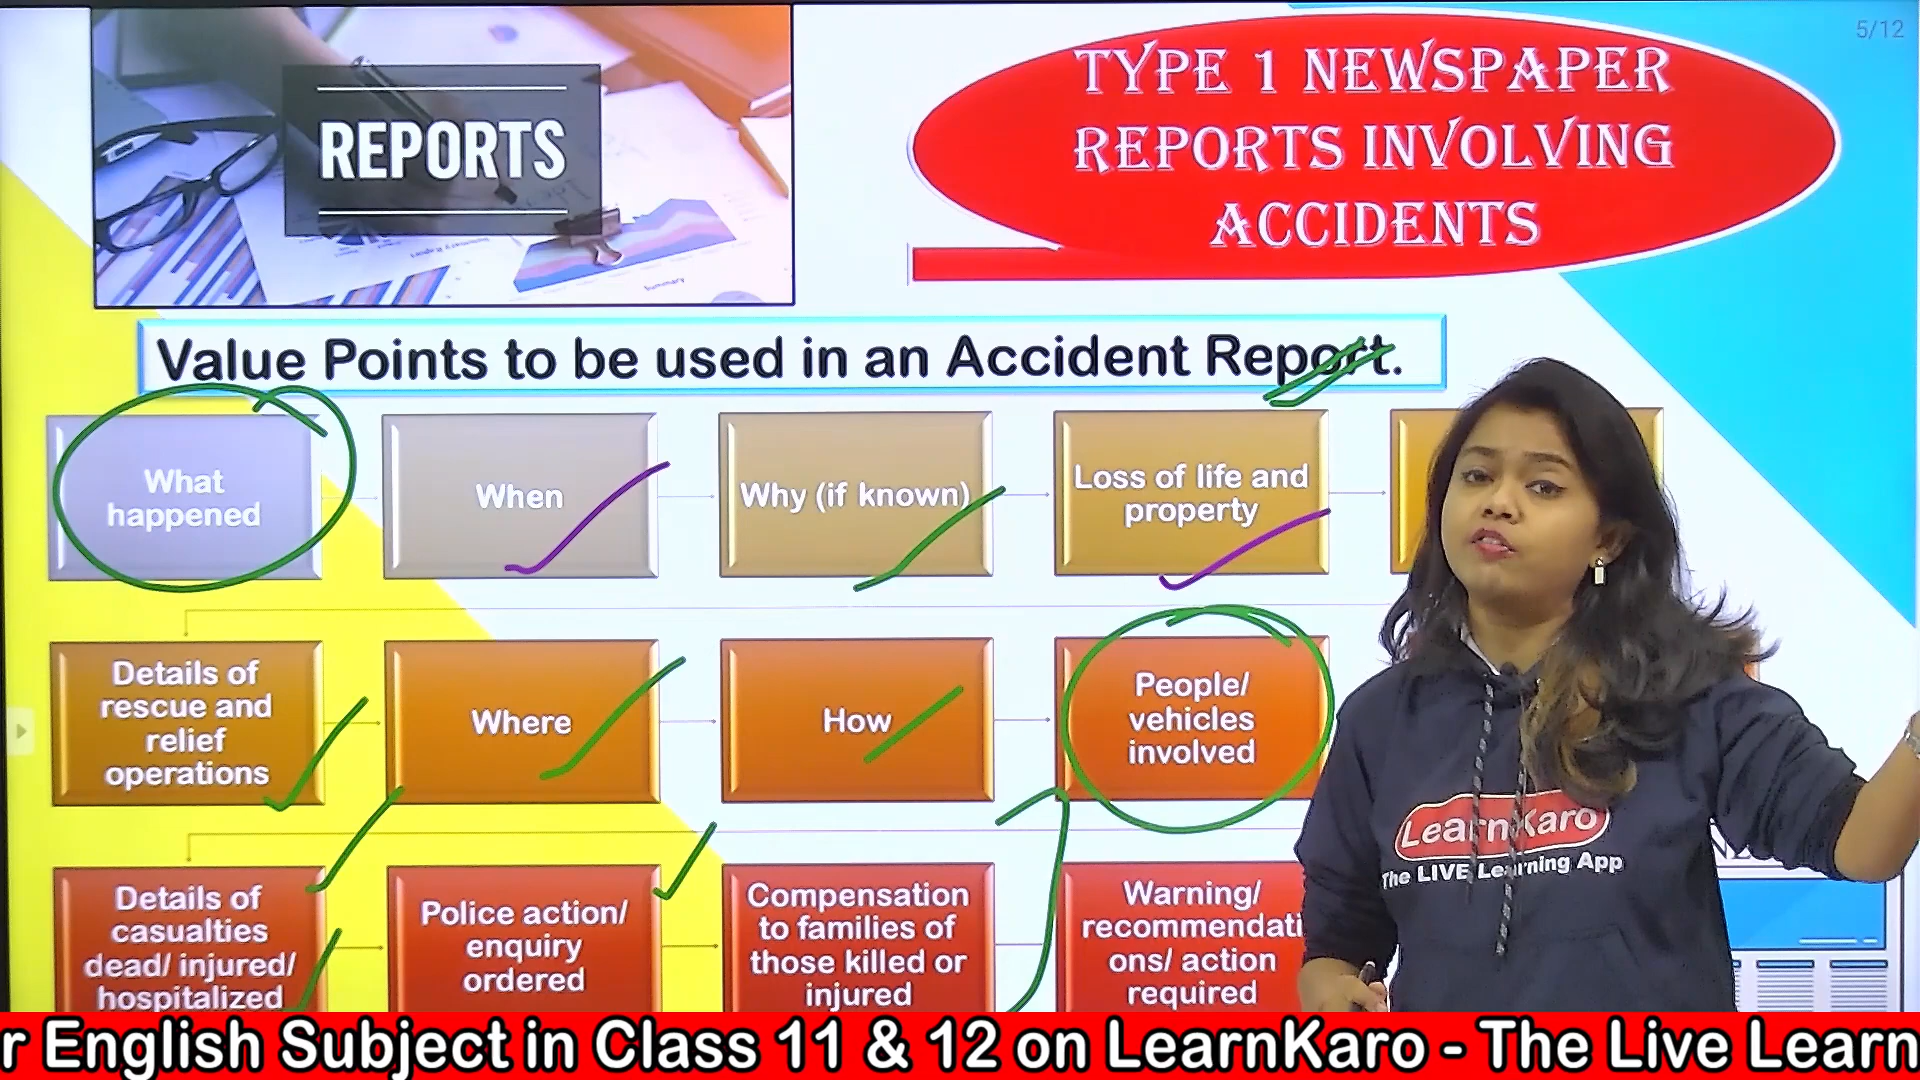 5/12
REPORTS
Summary
TYPE 1 NEWSPAPER
REPORTS INVOLVING
ACCIDENTS
Value Points to be used in an Accident Report.
What
happened
When
Why (if known)
Loss of life and
property
Details of
rescue and
relief
operations
Where
How
People/
vehicles
involved
Details of
casualties
dead/ injured/
hospitalized
Police action/
enquiry
ordered
Compensation
to families of
those killed or
injured
Warning/
recommendati
ons/ action
required
LearnKaro
The LIVE Learning App
r English Subject in Class 11 & 12 on LearnKaro - The Live Learn